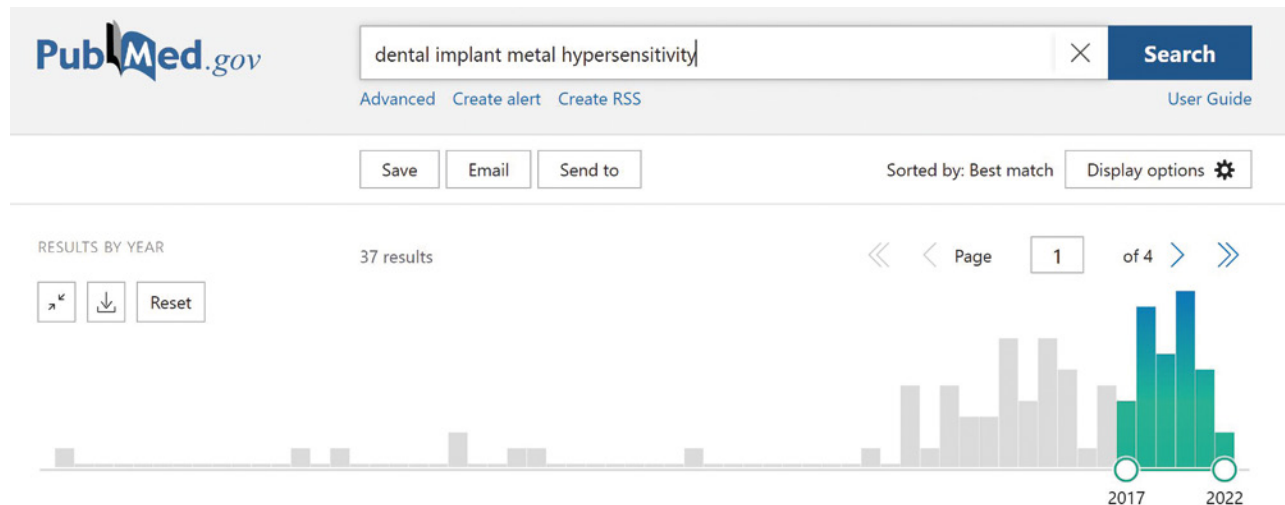 PubMed.gov
dental implant metal hypersensitivity
Search
Advanced Create alert Create RSS
User Guide
Save Email Send to
Sorted by: Best match Display options
RESULTS BY YEAR
37 results
Page 1 of 4
Reset
2017 2022